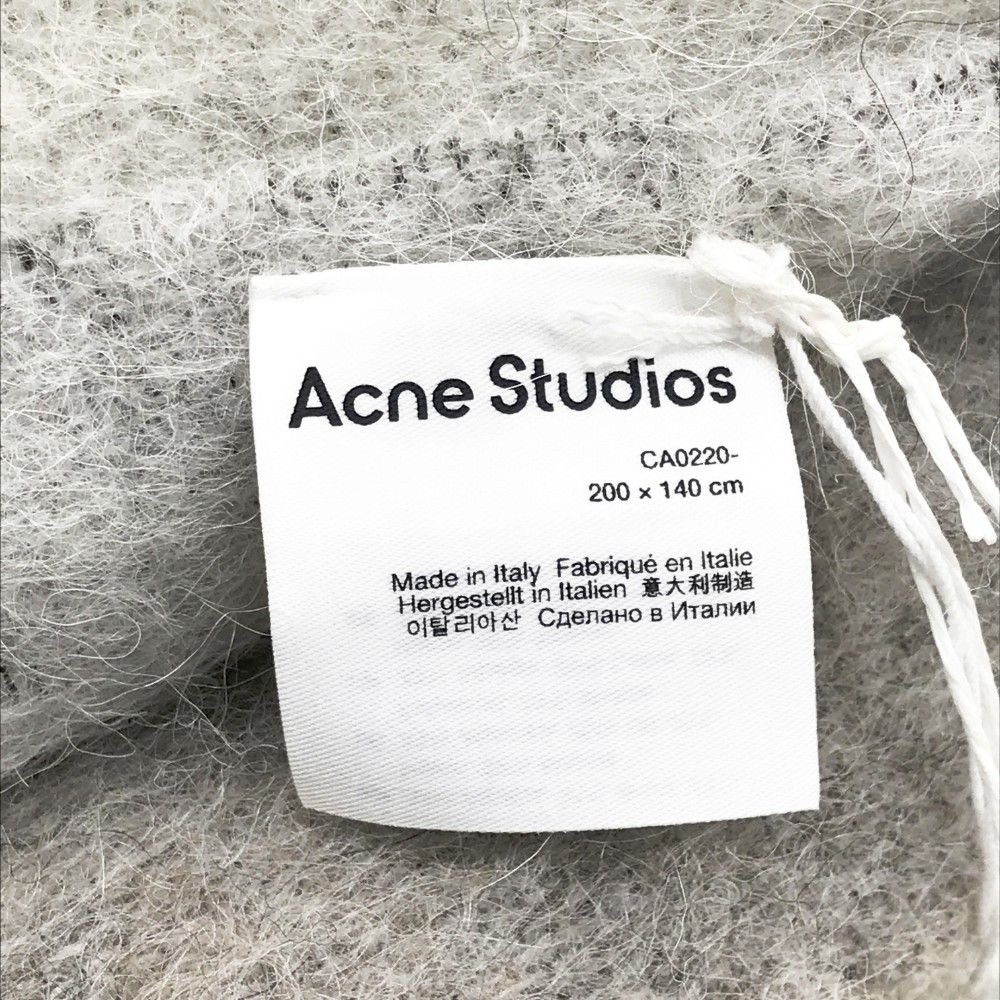 Acne Studios
CA0220-
200 × 140 cm
Made in Italy Fabriqué en Italie
Hergestellt in Italien 意大利制造
이탈리아산 Сделано в Италии